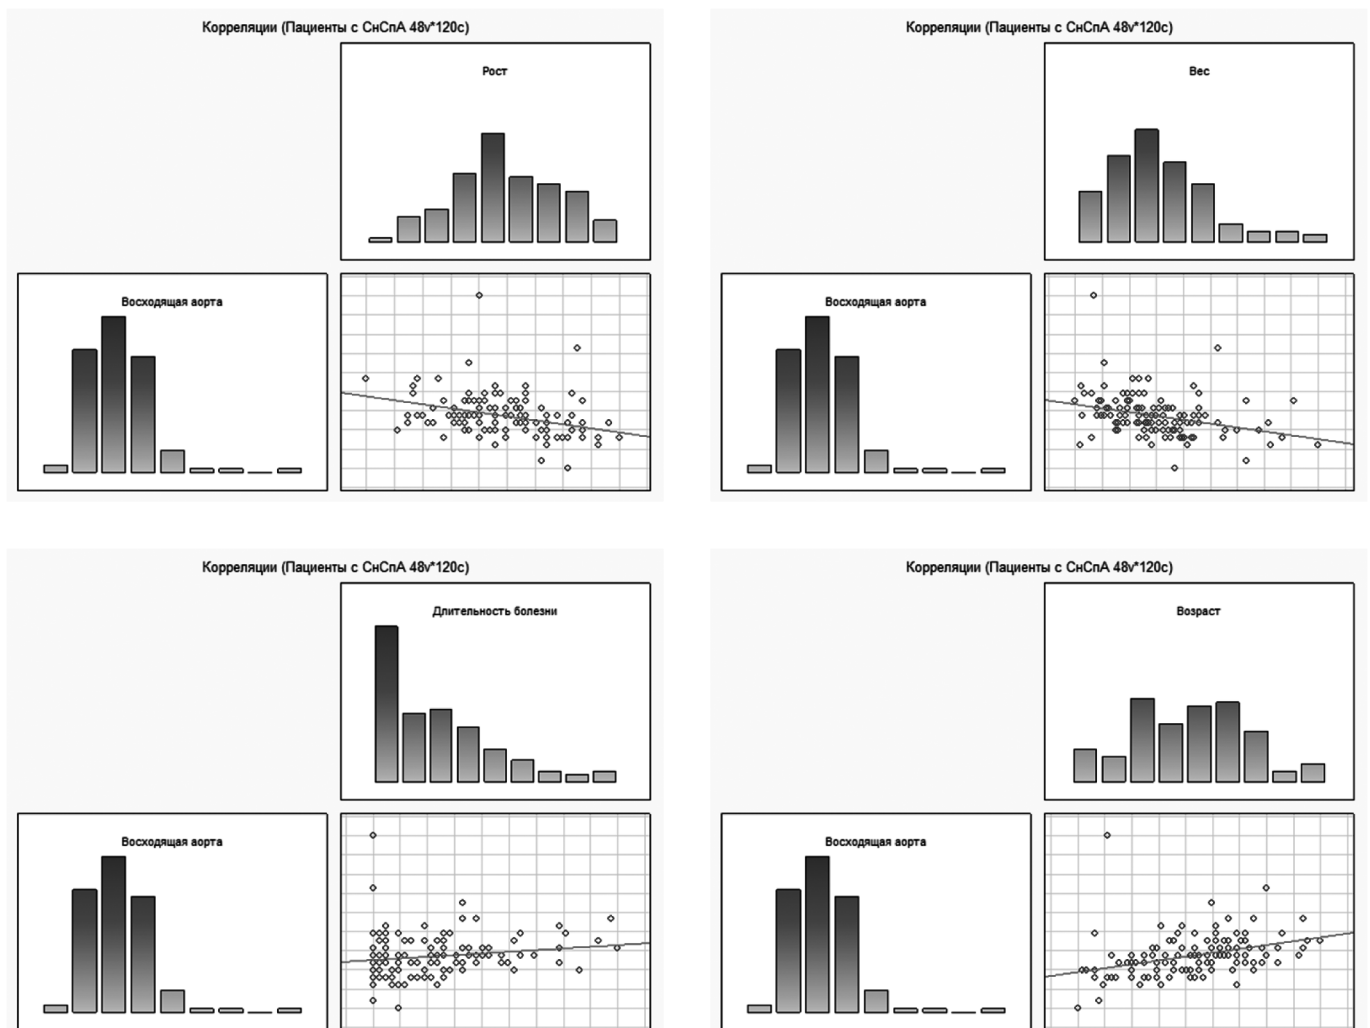 Корреляции (Пациенты с СнСпА 48v*120c)
Рост
Восходящая аорта
Корреляции (Пациенты с СнСпА 48v*120c)
Вес
Восходящая аорта
Корреляции (Пациенты с СнСпА 48v*120c)
Длительность болезни
Восходящая аорта
Корреляции (Пациенты с СнСпА 48v*120c)
Возраст
Восходящая аорта